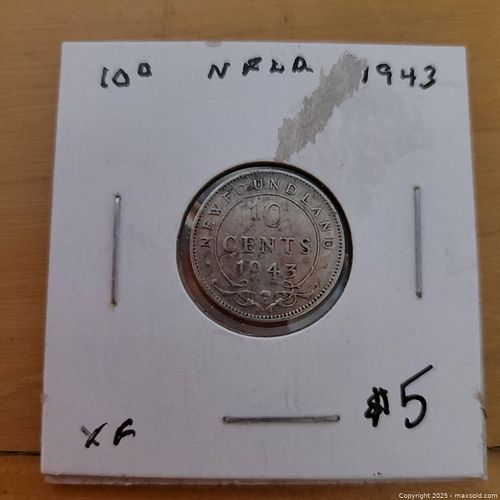 10¢ NFLD 1943
NEWFOUNDLAND
10
CENTS
1943
XF $5
Copyright 2025 - maxsold.com